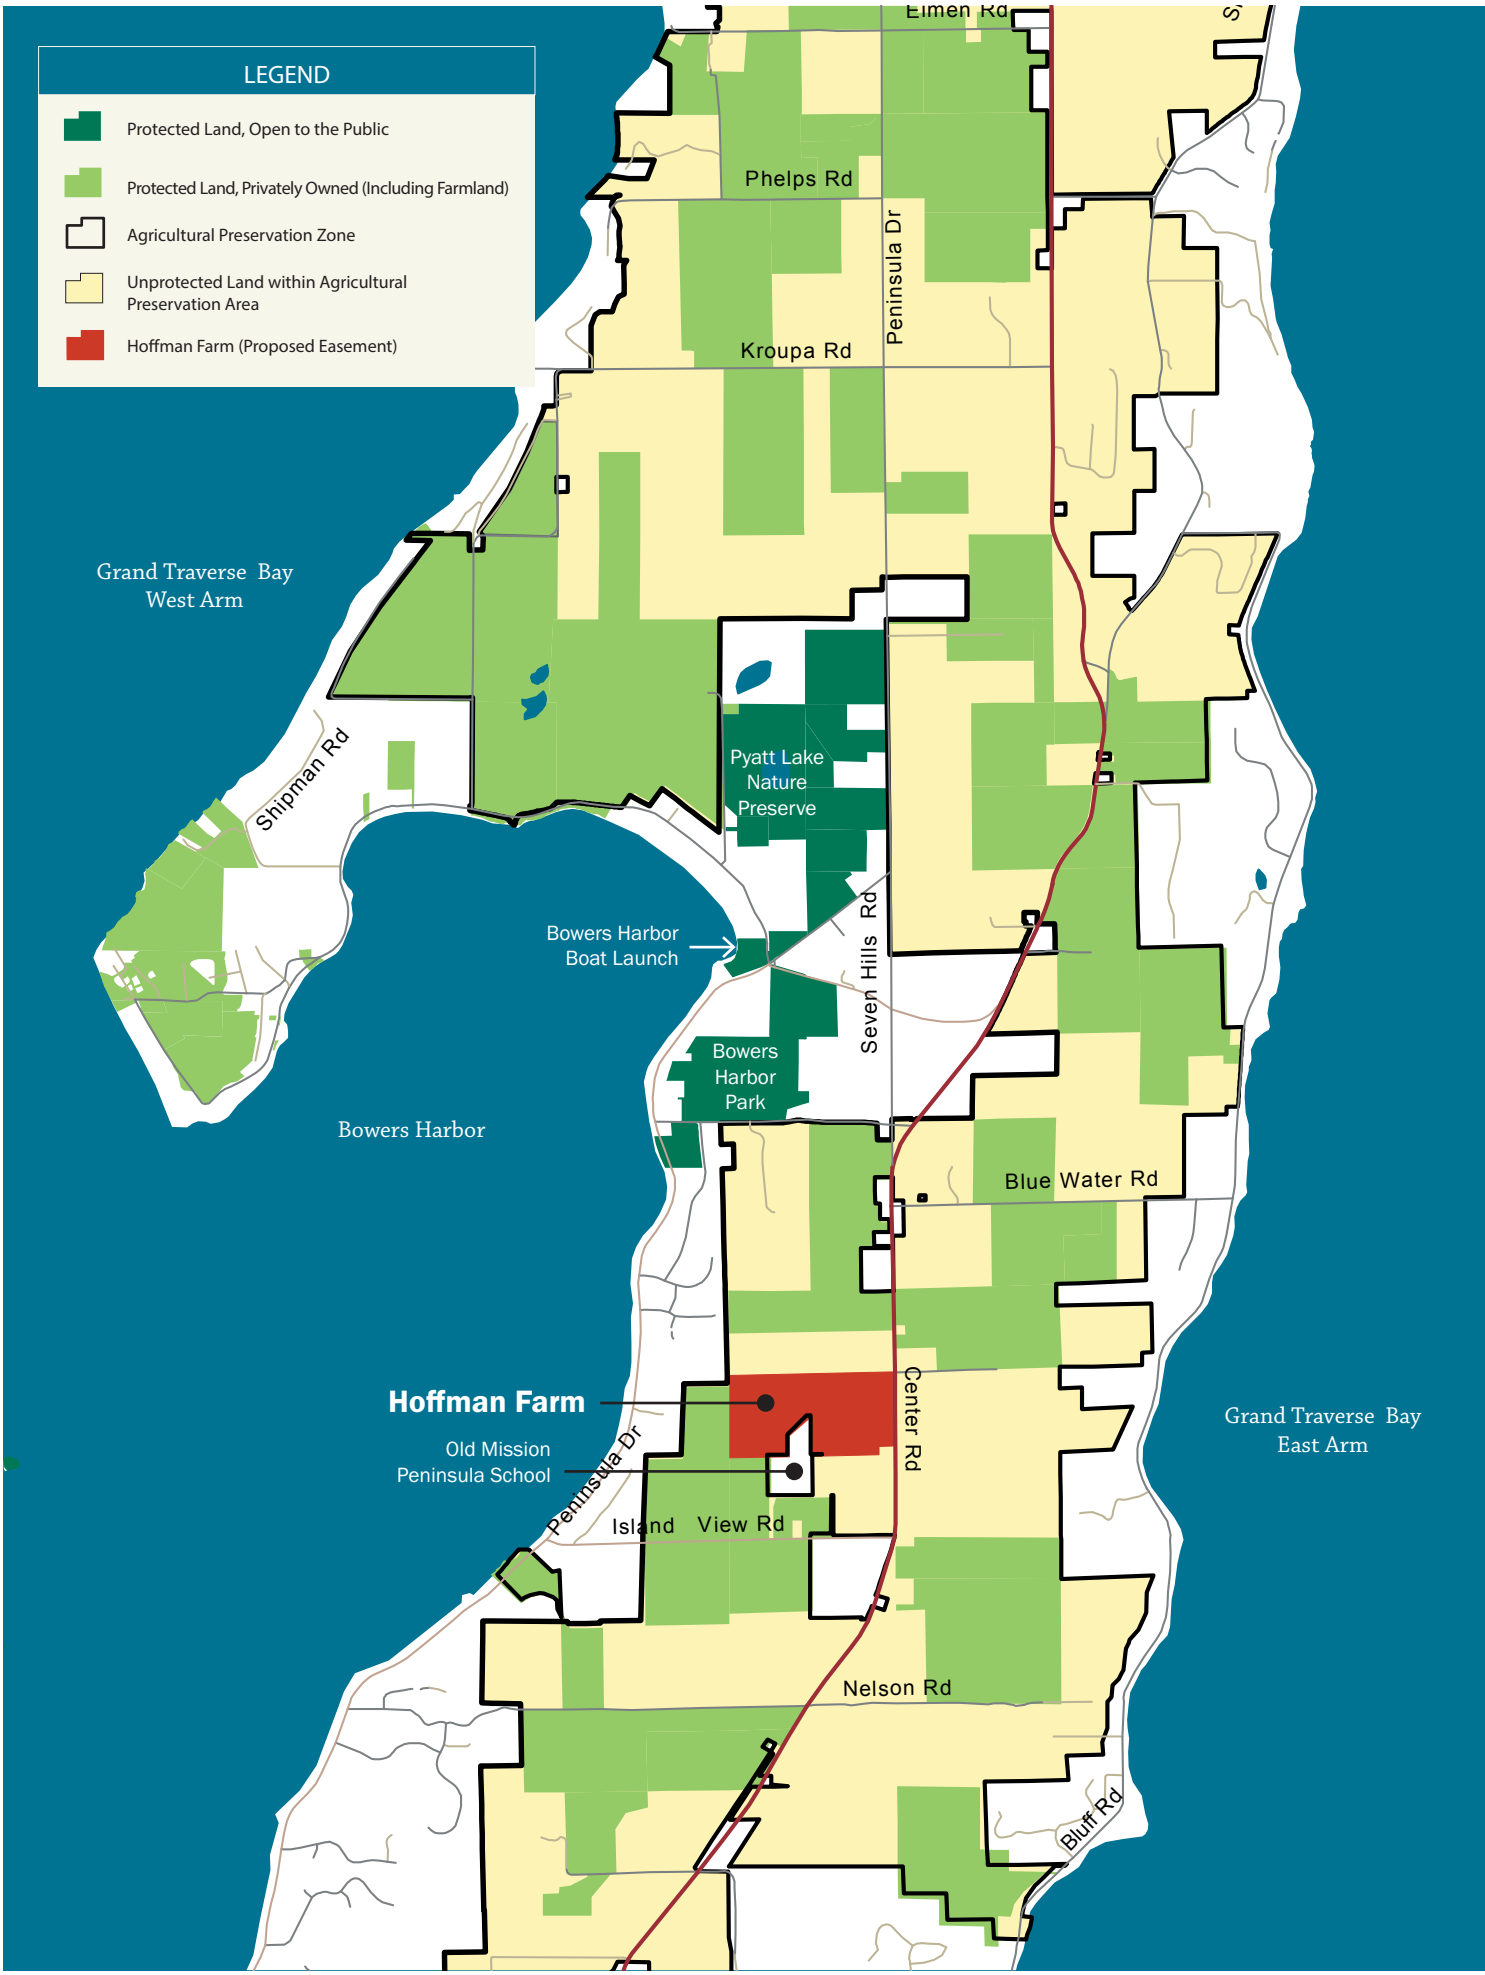 Elmen Rd
LEGEND
Protected Land, Open to the Public
Protected Land, Privately Owned (Including Farmland)
Agricultural Preservation Zone
Unprotected Land within Agricultural
Preservation Area
Hoffman Farm (Proposed Easement)
Phelps Rd
Peninsula Dr
Kroupa Rd
Grand Traverse Bay
West Arm
Shipman Rd
Pyatt Lake
Nature
Preserve
Bowers Harbor
Boat Launch
Seven Hills Rd
Bowers
Harbor
Park
Bowers Harbor
Blue Water Rd
Hoffman Farm
Center Rd
Old Mission
Peninsula School
Peninsula Dr
Grand Traverse Bay
East Arm
Island View Rd
Nelson Rd
Bluff Rd